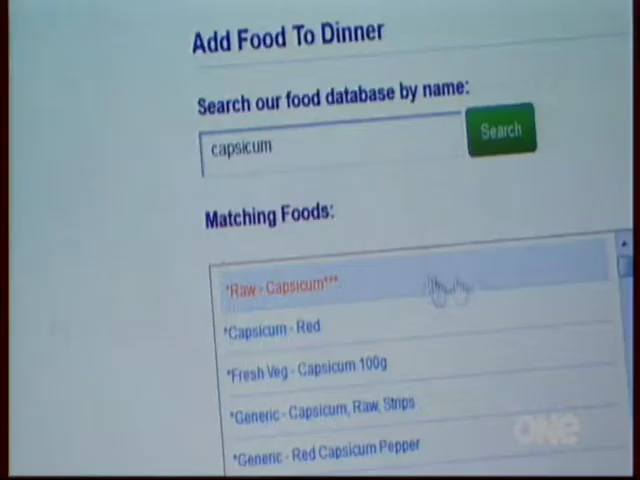 Add Food To Dinner
Search our food database by name:
capsicum
Search
Matching Foods:
*Raw - Capsicum***
*Capsicum - Red
*Fresh Veg - Capsicum 100g
*Generic - Capsicum, Raw, Strips
*Generic - Red Capsicum Pepper
ONE